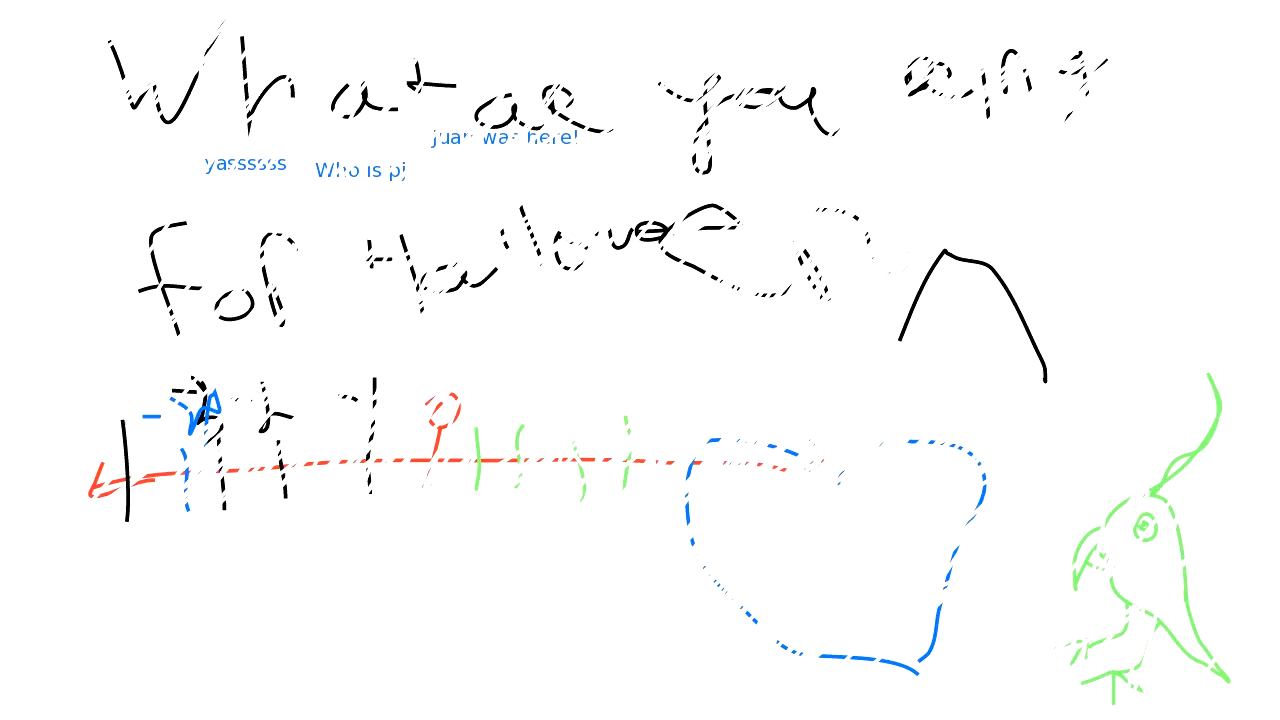 What are you
juan was here!
yassssss
Who is pj
for Halloween